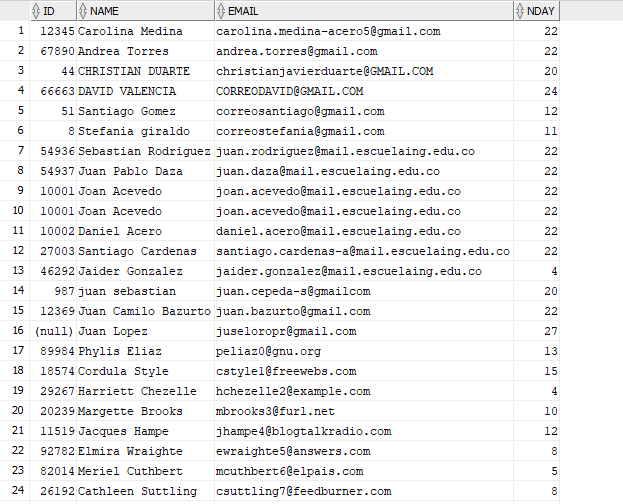 ID NAME EMAIL NDAY
1 12345 Carolina Medina carolina.medina-acero5@gmail.com 22
2 67890 Andrea Torres andrea.torres@gmail.com 22
3 44 CHRISTIAN DUARTE christianjavierduarte@GMAIL.COM 20
4 66663 DAVID VALENCIA CORREODAVID@GMAIL.COM 24
5 51 Santiago Gomez correosantiago@gmail.com 12
6 8 Stefania giraldo correostefania@gmail.com 11
7 54936 Sebastian Rodriguez juan.rodriguez@mail.escuelaing.edu.co 22
8 54937 Juan Pablo Daza juan.daza@mail.escuelaing.edu.co 22
9 10001 Joan Acevedo joan.acevedo@mail.escuelaing.edu.co 22
10 10001 Joan Acevedo joan.acevedo@mail.escuelaing.edu.co 22
11 10002 Daniel Acero daniel.acero@mail.escuelaing.edu.co 22
12 27003 Santiago Cardenas santiago.cardenas-a@mail.escuelaing.edu.co 22
13 46292 Jaider Gonzalez jaider.gonzalez@mail.escuelaing.edu.co 4
14 987 juan sebastian juan.cepeda-s@gmailcom 20
15 12369 Juan Camilo Bazurto juan.bazurto@gmail.com 22
16 (null) Juan Lopez juseloropr@gmail.com 27
17 89984 Phylis Eliaz peliaz0@gnu.org 13
18 18574 Cordula Style cstyle1@freewebs.com 15
19 29267 Harriett Chezelle hchezelle2@example.com 4
20 20239 Margette Brooks mbrooks3@furl.net 10
21 11519 Jacques Hampe jhampe4@blogtalkradio.com 12
22 92782 Elmira Wraighte ewraighte5@answers.com 8
23 82014 Meriel Cuthbert mcuthbert6@elpais.com 5
24 26192 Cathleen Suttling csuttling7@feedburner.com 8